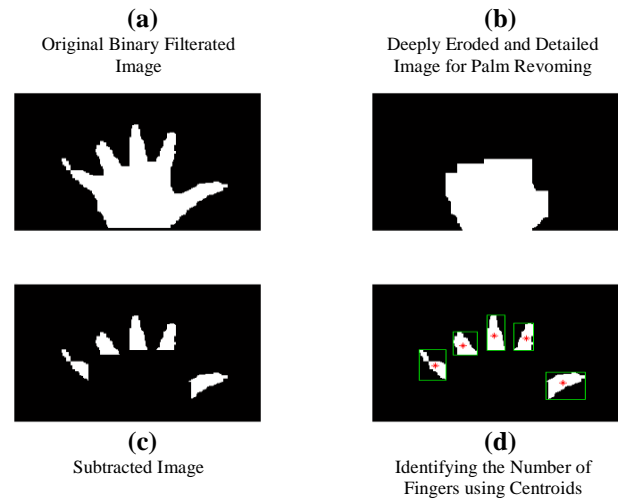 (a)
Original Binary Filterated
Image
(b)
Deeply Eroded and Detailed
Image for Palm Revoming
(c)
Subtracted Image
(d)
Identifying the Number of
Fingers using Centroids